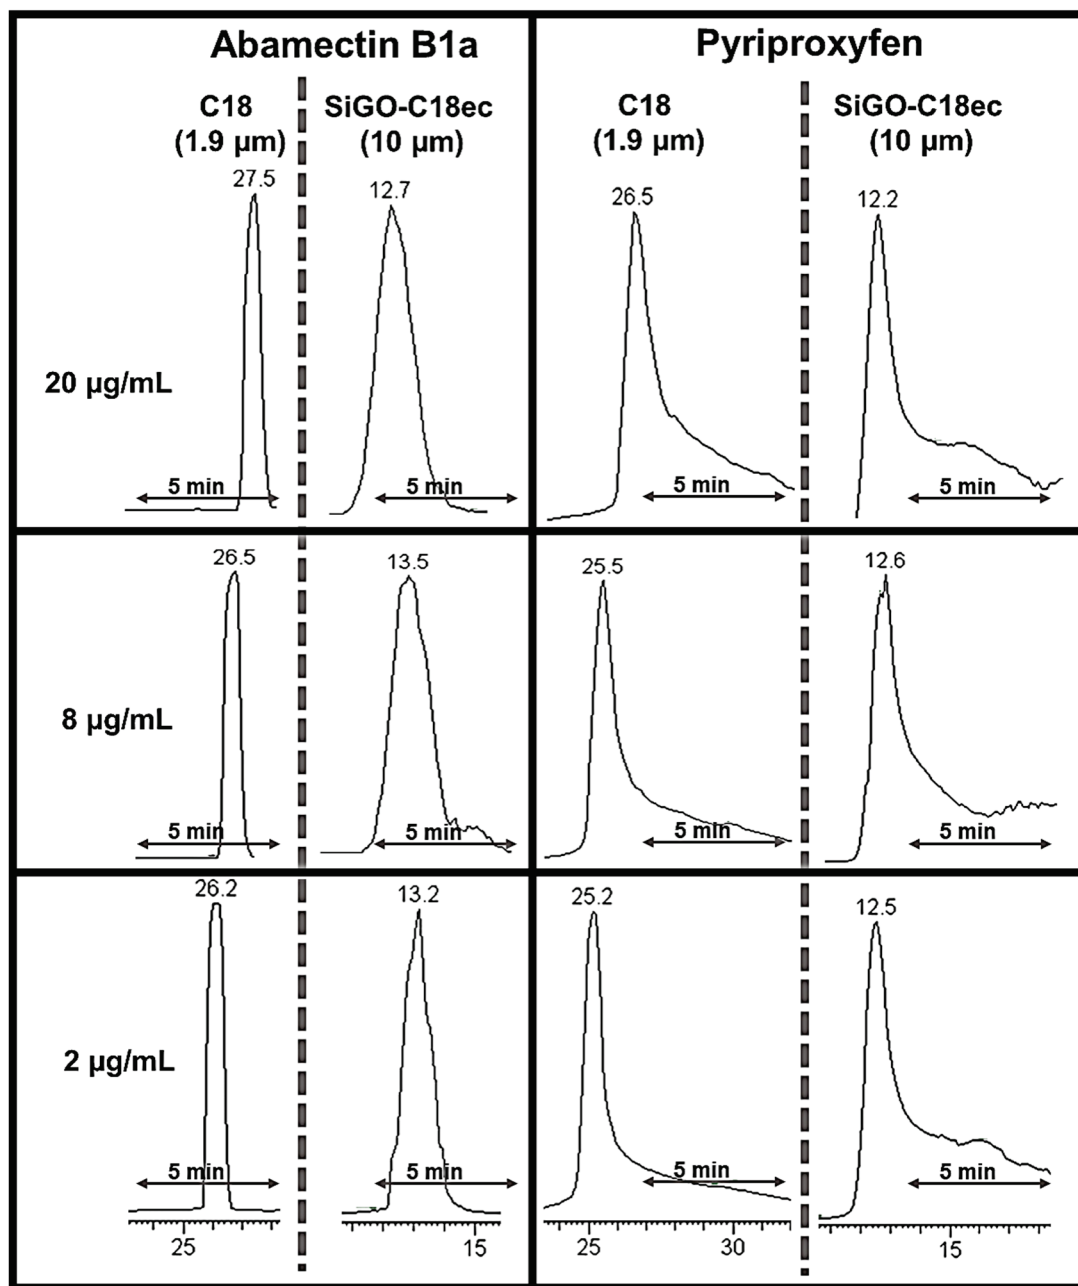 Abamectin B1a
Pyriproxyfen
C18
(1.9 µm)
SiGO-C18ec
(10 µm)
C18
(1.9 µm)
SiGO-C18ec
(10 µm)
27.5
12.7
26.5
12.2
20 µg/mL
5 min
5 min
5 min
5 min
26.5
13.5
25.5
12.6
8 µg/mL
5 min
5 min
5 min
5 min
26.2
13.2
25.2
12.5
2 µg/mL
5 min
5 min
5 min
5 min
25
15
25
30
15